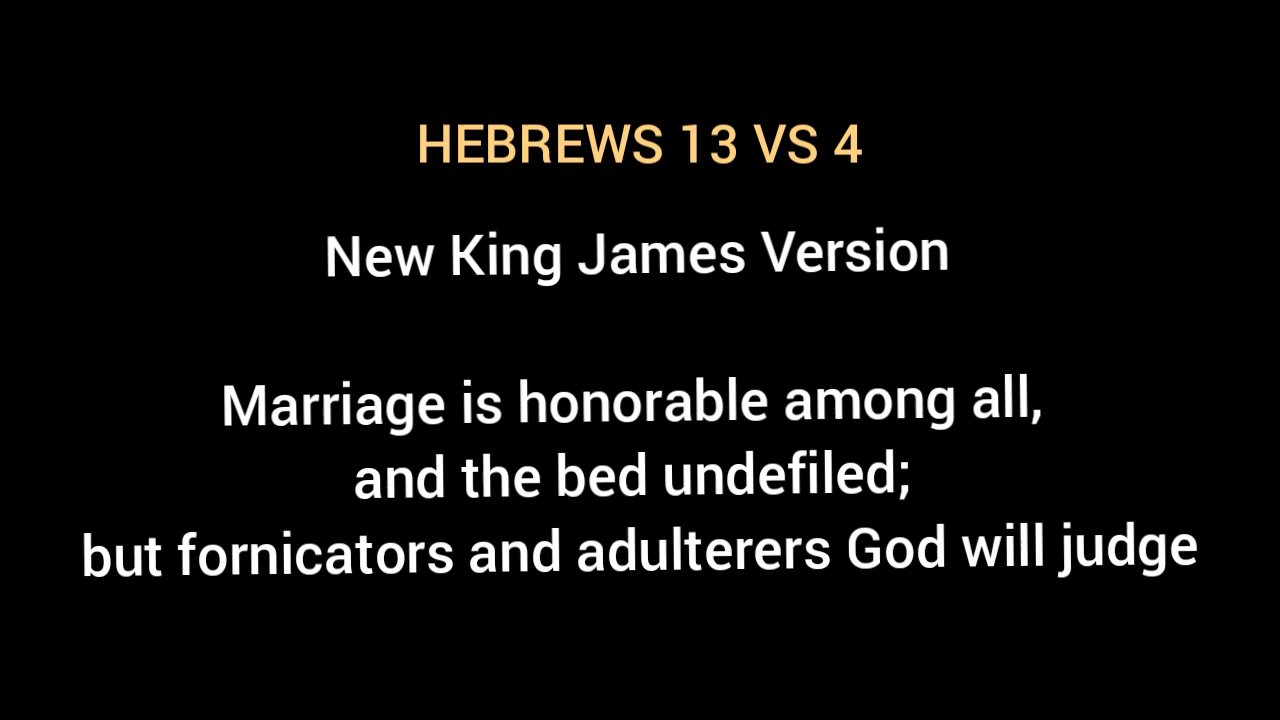 HEBREWS 13 VS 4
New King James Version
Marriage is honorable among all,
and the bed undefiled;
but fornicators and adulterers God will judge